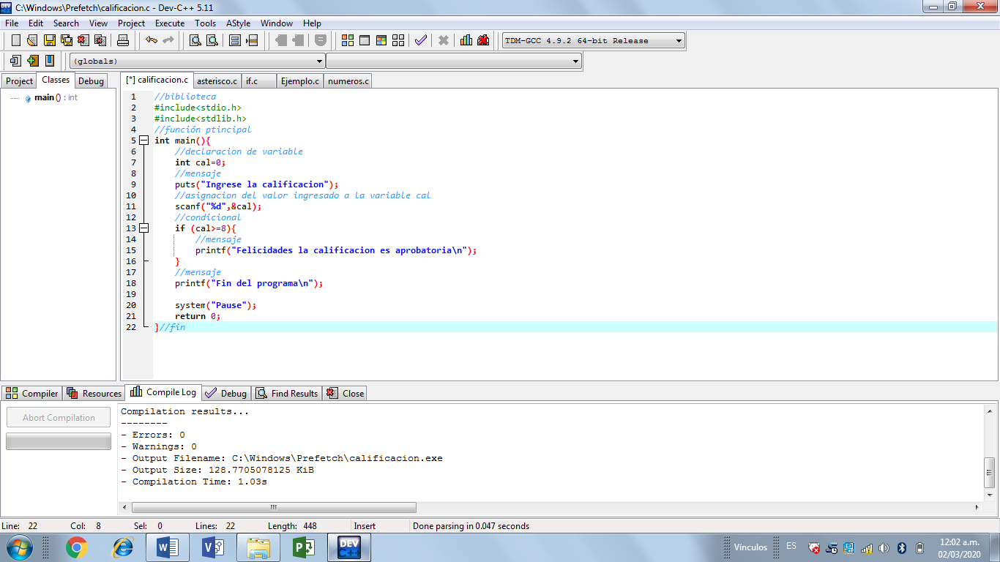 C:\Windows\Prefetch\calificacion.c - Dev-C++ 5.11
File Edit Search View Project Execute Tools AStyle Window Help
TDM-GCC 4.9.2 64-bit Release
(globals)
Project Classes Debug
[*] calificacion.c asterisco.c if.c Ejemplo.c numeros.c
main () : int
1 //biblioteca
2 #include<stdio.h>
3 #include<stdlib.h>
4 //función ptincipal
5 int main(){
6 //declaracion de variable
7 int cal=0;
8 //mensaje
9 puts("Ingrese la calificacion");
10 //asignacion del valor ingresado a la variable cal
11 scanf("%d",&cal);
12 //condicional
13 if (cal>=8){
14 //mensaje
15 printf("Felicidades la calificacion es aprobatoria\n");
16 }
17 //mensaje
18 printf("Fin del programa\n");
19
20 system("Pause");
21 return 0;
22 }//fin
Compiler Resources Compile Log Debug Find Results Close
Abort Compilation
Compilation results...
--------
- Errors: 0
- Warnings: 0
- Output Filename: C:\Windows\Prefetch\calificacion.exe
- Output Size: 128.7705078125 KiB
- Compilation Time: 1.03s
Line: 22 Col: 8 Sel: 0 Lines: 22 Length: 448 Insert Done parsing in 0.047 seconds
DEV C++
Vínculos
ES
12:02 a.m.
02/03/2020